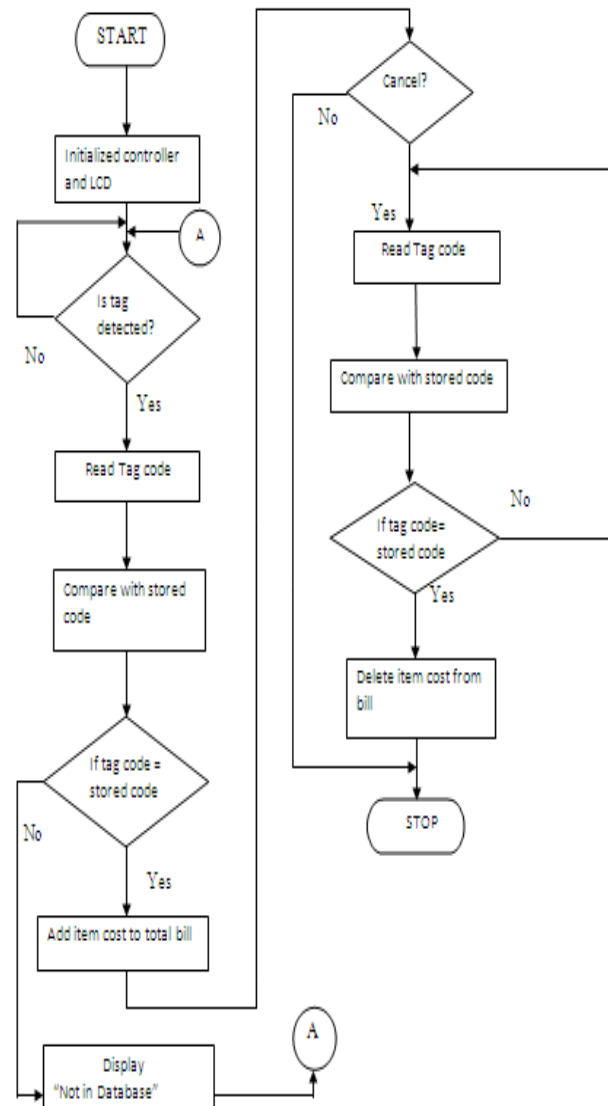 START
Initialized controller
and LCD
A
Is tag
detected?
No
Yes
Read Tag code
Compare with stored
code
If tag code =
stored code
No
Yes
Add item cost to total bill
Display
“Not in Database”
A
Cancel?
No
Yes
Read Tag code
Compare with stored code
If tag code=
stored code
No
Yes
Delete item cost from
bill
STOP